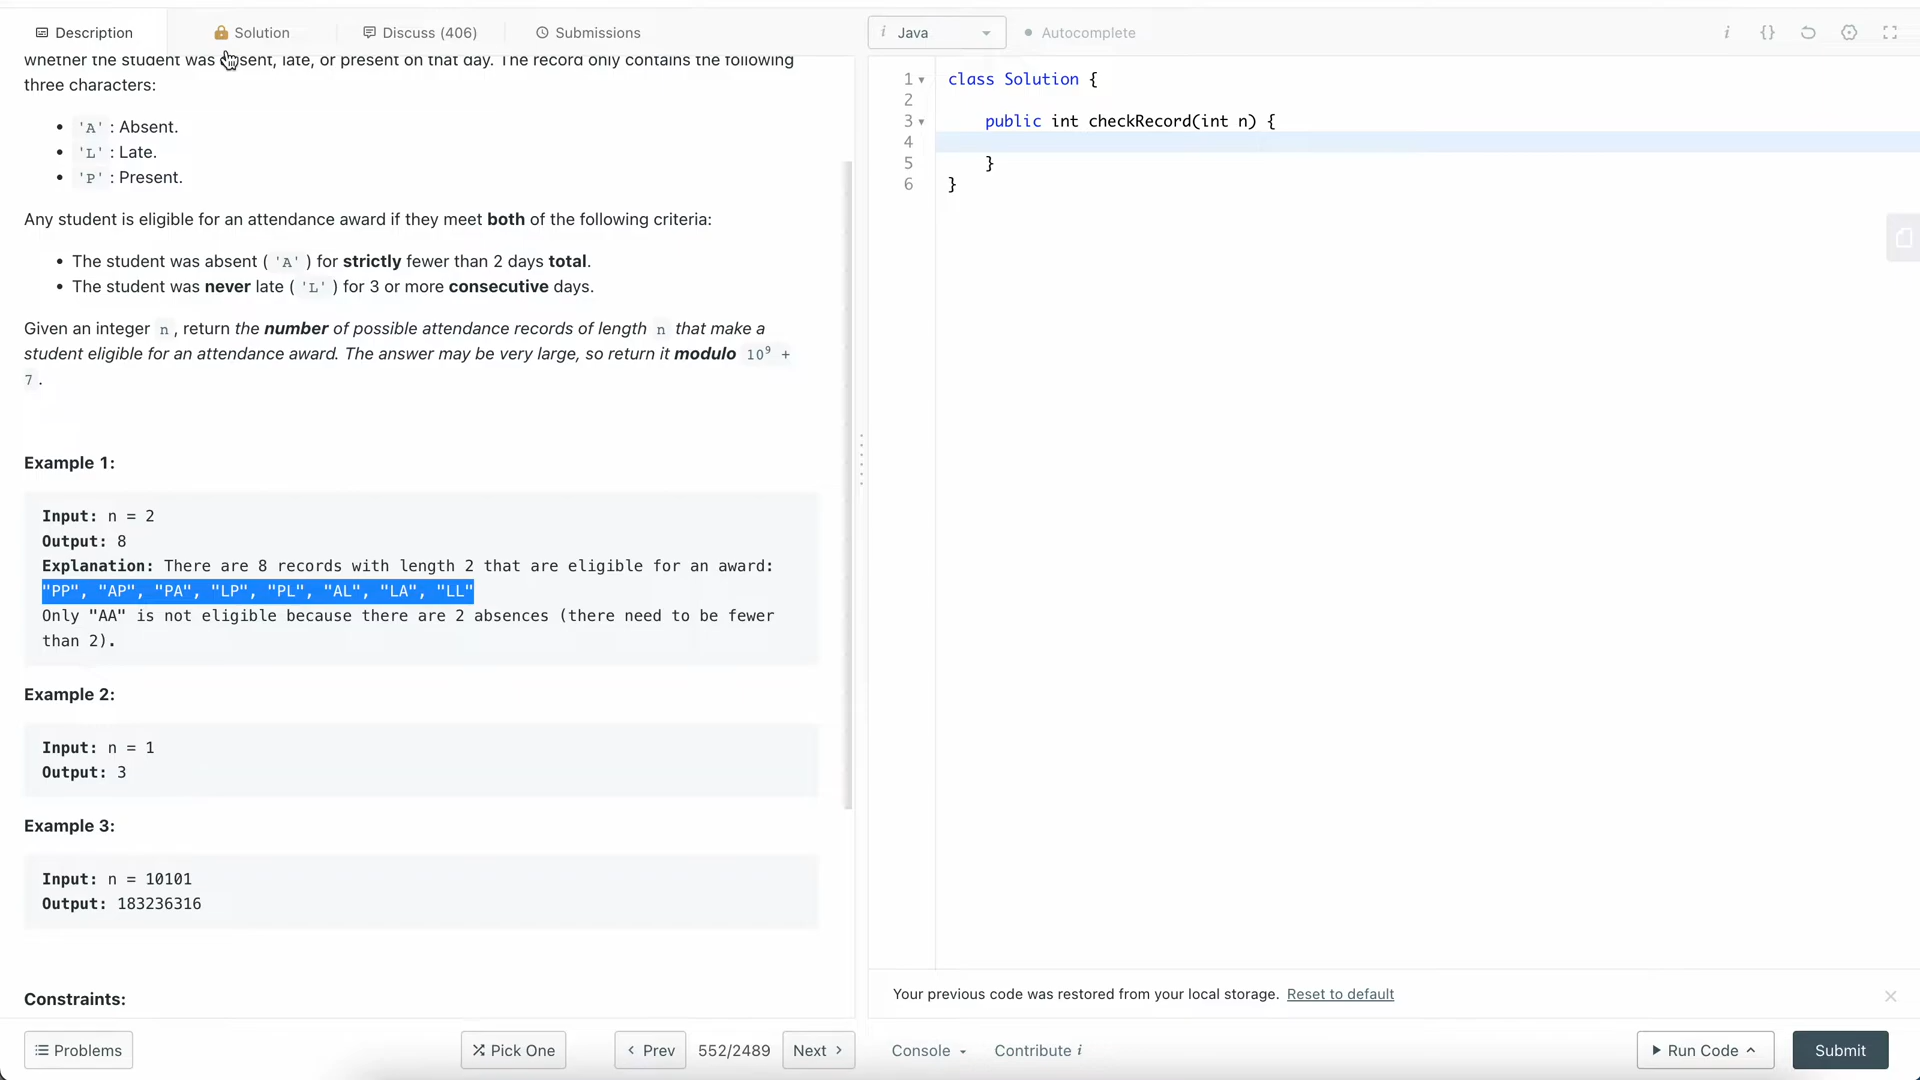 Description
Solution
Discuss (406)
Submissions
i Java
Autocomplete
i {}
whether the student was absent, late, or present on that day. The record only contains the following
three characters:
• 'A' : Absent.
• 'L' : Late.
• 'P' : Present.
Any student is eligible for an attendance award if they meet both of the following criteria:
• The student was absent ( 'A' ) for strictly fewer than 2 days total.
• The student was never late ( 'L' ) for 3 or more consecutive days.
Given an integer n , return the number of possible attendance records of length n that make a
student eligible for an attendance award. The answer may be very large, so return it modulo 10⁹ +
7 .
Example 1:
Input: n = 2
Output: 8
Explanation: There are 8 records with length 2 that are eligible for an award:
"PP", "AP", "PA", "LP", "PL", "AL", "LA", "LL"
Only "AA" is not eligible because there are 2 absences (there need to be fewer
than 2).
Example 2:
Input: n = 1
Output: 3
Example 3:
Input: n = 10101
Output: 183236316
Constraints:
1 class Solution {
2
3 public int checkRecord(int n) {
4
5 }
6 }
Your previous code was restored from your local storage. Reset to default
Problems
Pick One
Prev
552/2489
Next
Console
Contribute i
Run Code
Submit